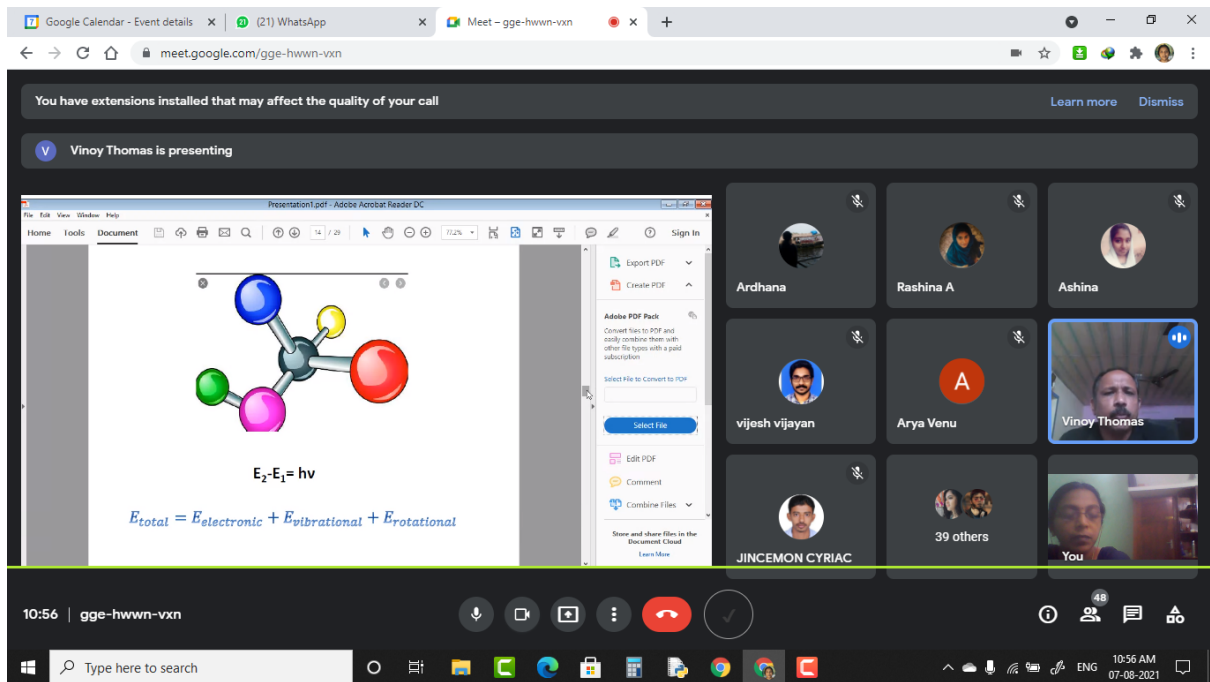 Google Calendar - Event details
(21) WhatsApp
Meet – gge-hwwn-vxn
meet.google.com/gge-hwwn-vxn
You have extensions installed that may affect the quality of your call
Learn more
Dismiss
V
Vinoy Thomas is presenting
Presentation1.pdf - Adobe Acrobat Reader DC
File Edit View Window Help
Home Tools Document
14 / 29
77.2%
Sign In
Export PDF
Create PDF
Adobe PDF Pack
Convert files to PDF and
easily combine them with
other file types with a paid
subscription
Select File to Convert to PDF
Select File
Edit PDF
Comment
Combine Files
Store and share files in the
Document Cloud
Learn More
E₂-E₁= hν
E_total = E_electronic + E_vibrational + E_rotational
Ardhana
Rashina A
Ashina
vijesh vijayan
A
Arya Venu
Vinoy Thomas
JINCEMON CYRIAC
39 others
You
10:56 | gge-hwwn-vxn
48
Type here to search
ENG
10:56 AM
07-08-2021